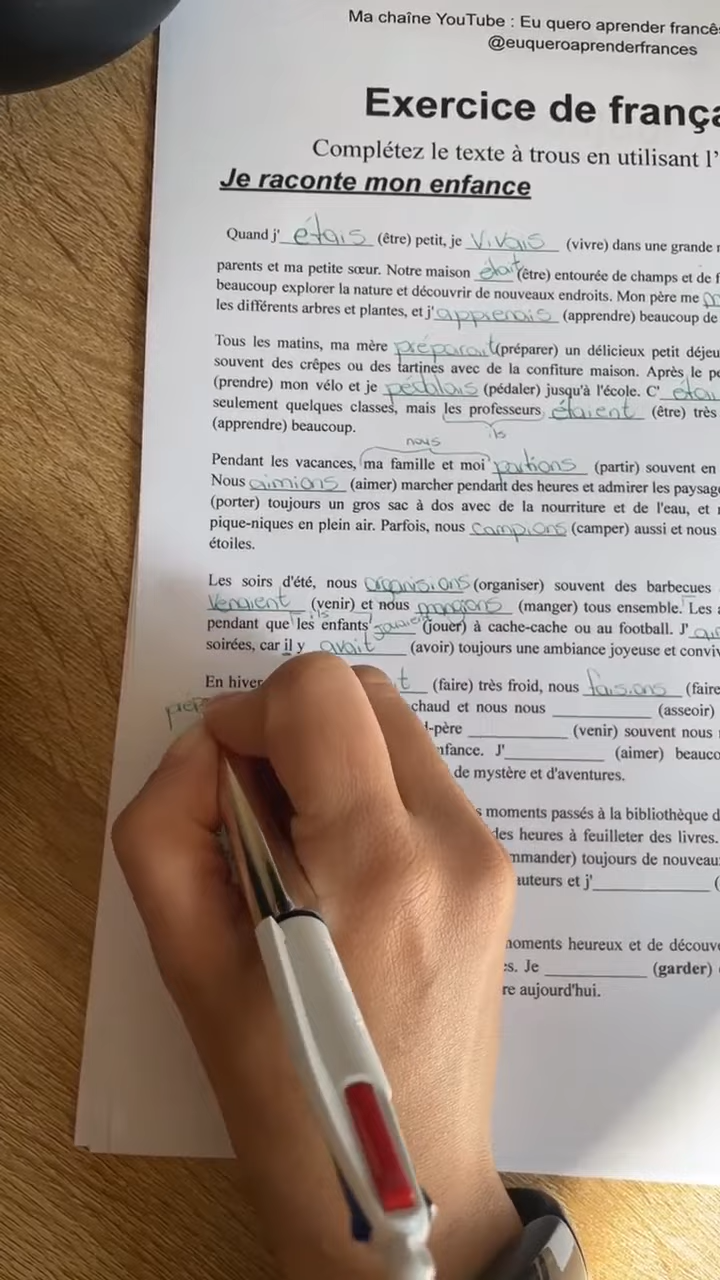 Ma chaîne YouTube : Eu quero aprender francê
@euqueroaprenderfrances
Exercice de frança
Complétez le texte à trous en utilisant l'
Je raconte mon enfance
Quand j' étais (être) petit, je vivais (vivre) dans une grande
parents et ma petite sœur. Notre maison était (être) entourée de champs et de f
beaucoup explorer la nature et découvrir de nouveaux endroits. Mon père me
les différents arbres et plantes, et j' apprenais (apprendre) beaucoup de
Tous les matins, ma mère préparait (préparer) un délicieux petit déjeu
souvent des crêpes ou des tartines avec de la confiture maison. Après le pe
(prendre) mon vélo et je pédalais (pédaler) jusqu'à l'école. C' étai
seulement quelques classes, mais les professeurs étaient (être) très
ils
(apprendre) beaucoup.
nous
Pendant les vacances, ma famille et moi partions (partir) souvent en
Nous aimions (aimer) marcher pendant des heures et admirer les paysage
(porter) toujours un gros sac à dos avec de la nourriture et de l'eau, et
pique-niques en plein air. Parfois, nous campions (camper) aussi et nous
étoiles.
Les soirs d'été, nous organisions (organiser) souvent des barbecues
venaient (venir) et nous mangions (manger) tous ensemble. Les a
ils
pendant que les enfants jouaient (jouer) à cache-cache ou au football. J'
soirées, car il y avait (avoir) toujours une ambiance joyeuse et conviv
En hiver t (faire) très froid, nous faisions (faire
chaud et nous nous ____ (asseoir)
-père ____ (venir) souvent nous
nfance. J' ____ (aimer) beauco
de mystère et d'aventures.
s moments passés à la bibliothèque d
des heures à feuilleter des livres.
mmander) toujours de nouveau
auteurs et j' ____ (
moments heureux et de découve
s. Je ____ (garder)
re aujourd'hui.